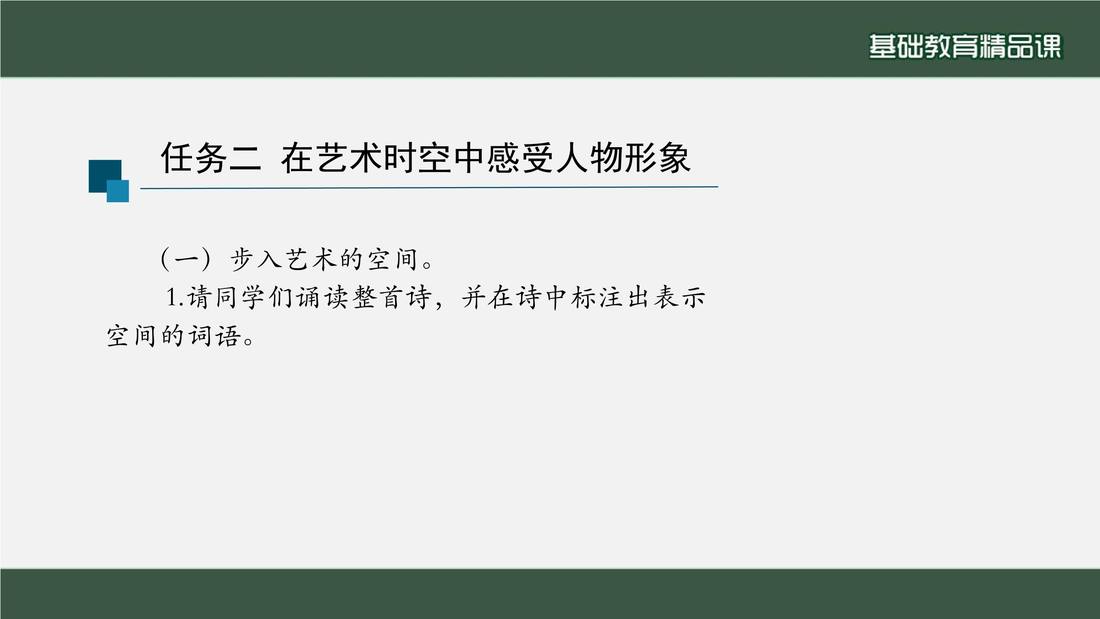 基础教育精品课
任务二 在艺术时空中感受人物形象
（一）步入艺术的空间。
1.请同学们诵读整首诗，并在诗中标注出表示
空间的词语。